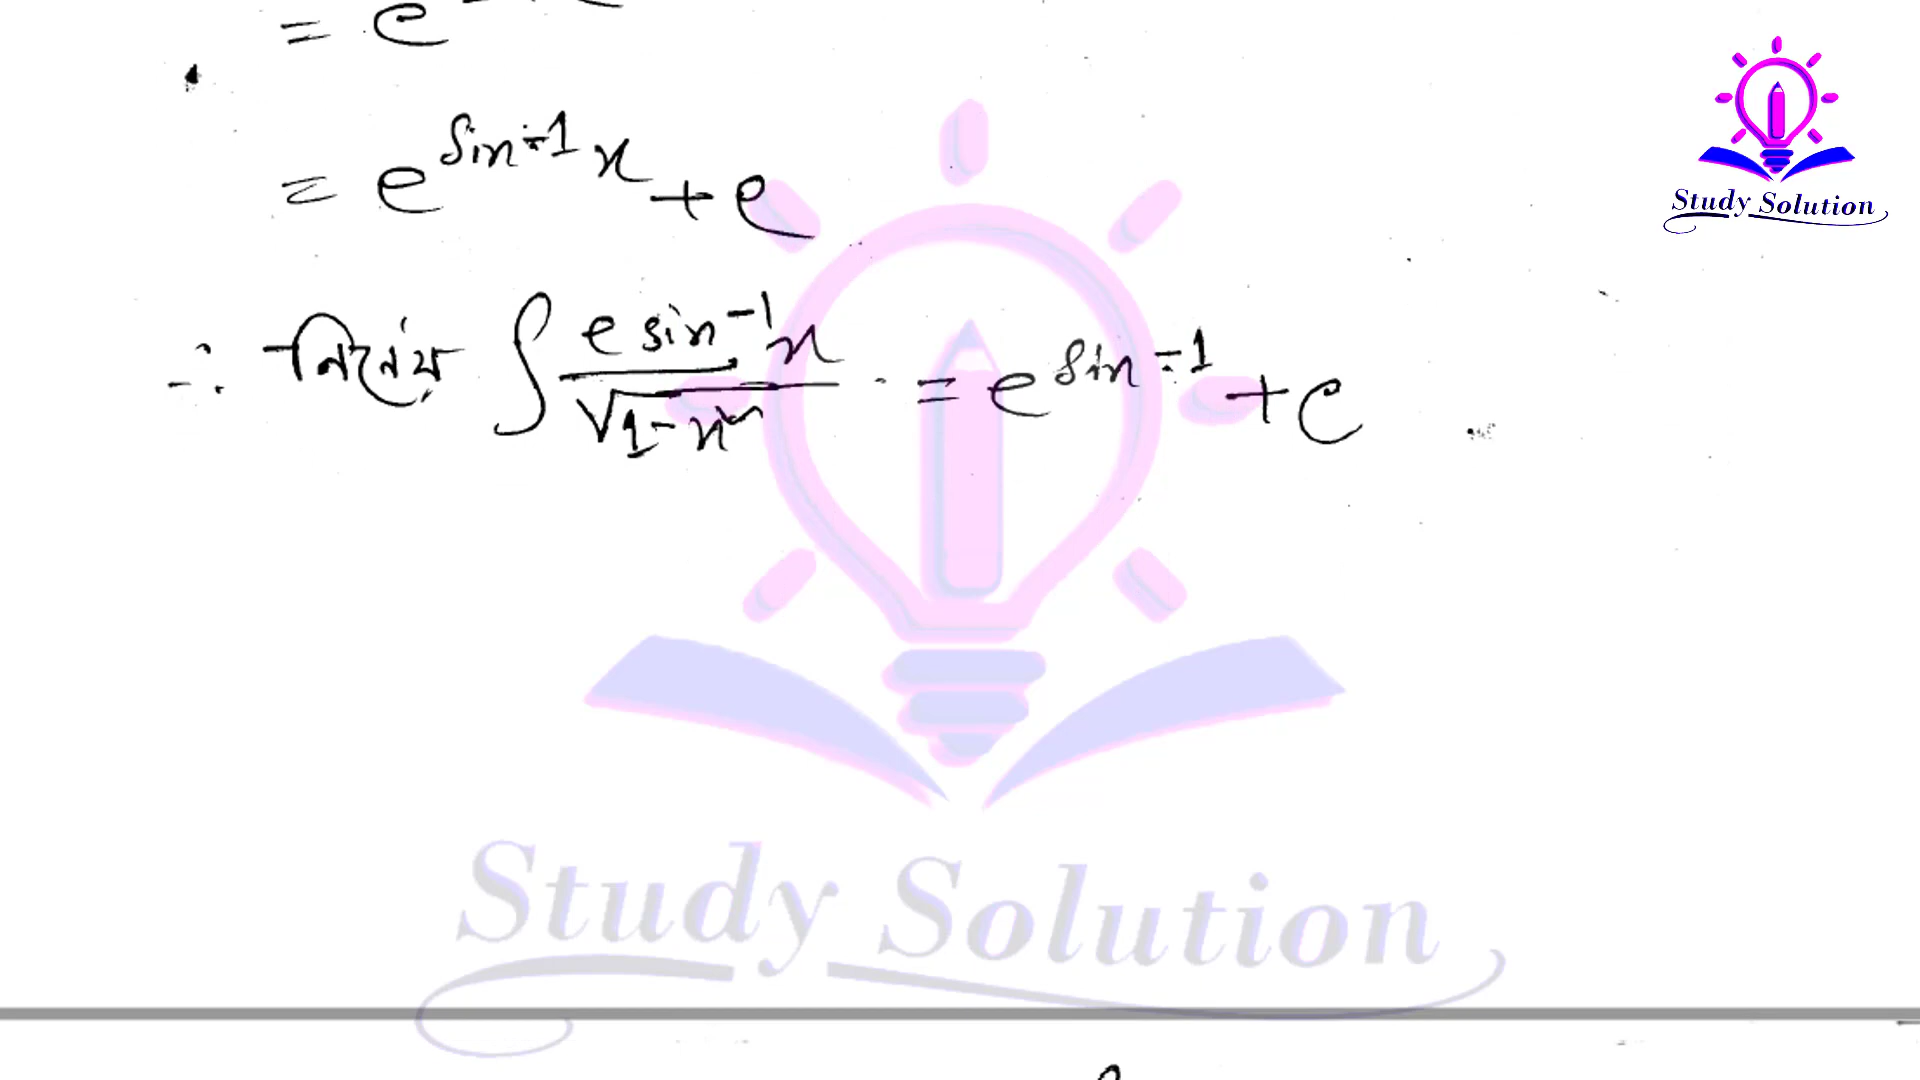 = e
= e^sin⁻¹x + c
∴ নির্ণেয় ∫ e sin⁻¹x / √1-x² = e^sin⁻¹ + c
Study Solution
Study Solution